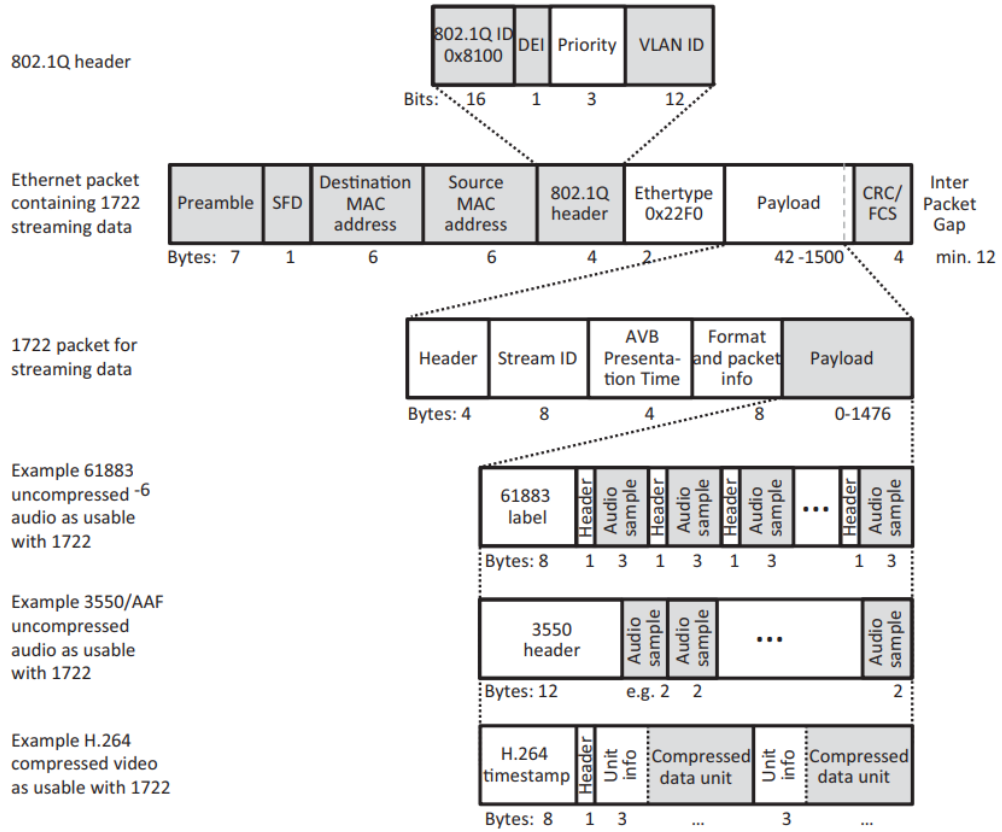 802.1Q header
802.1Q ID
0x8100
DEI
Priority
VLAN ID
Bits: 16 1 3 12
Ethernet packet
containing 1722
streaming data
Preamble
SFD
Destination
MAC
address
Source
MAC
address
802.1Q
header
Ethertype
0x22F0
Payload
CRC/
FCS
Inter
Packet
Gap
Bytes: 7 1 6 6 4 2 42 -1500 4 min. 12
1722 packet for
streaming data
Header
Stream ID
AVB
Presenta-
tion Time
Format
and packet
info
Payload
Bytes: 4 8 4 8 0-1476
Example 61883
uncompressed -6
audio as usable
with 1722
61883
label
Header
Audio
sample
Header
Audio
sample
Header
Audio
sample
...
Header
Audio
sample
Bytes: 8 1 3 1 3 1 3 1 3
Example 3550/AAF
uncompressed
audio as usable
with 1722
3550
header
Audio
sample
Audio
sample
...
Audio
sample
Bytes: 12 e.g. 2 2 2
Example H.264
compressed video
as usable with 1722
H.264
timestamp
Header
Unit
info
Compressed
data unit
Unit
info
Compressed
data unit
Bytes: 8 1 3 ... 3 ...